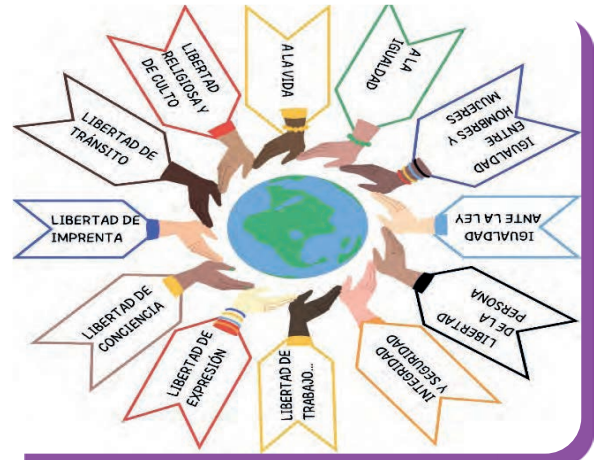 A LA VIDA
A LA
IGUALDAD
IGUALDAD
ENTRE
HOMBRES Y
MUJERES
IGUALDAD
ANTE LA LEY
LIBERTAD
DE LA
PERSONA
INTEGRIDAD
Y SEGURIDAD
LIBERTAD DE
TRABAJO...
LIBERTAD DE
EXPRESIÓN
LIBERTAD DE
CONCIENCIA
LIBERTAD DE
IMPRENTA
LIBERTAD DE
TRÁNSITO
LIBERTAD
RELIGIOSA Y
DE CULTO